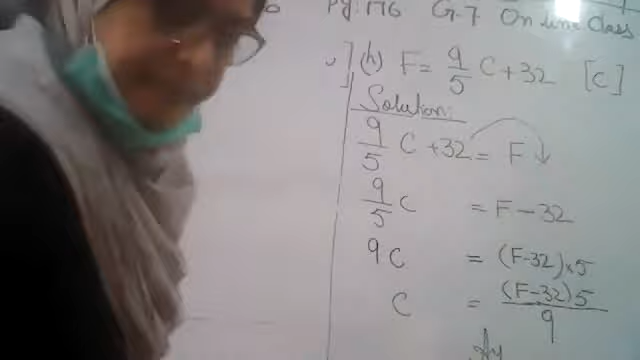 Pg: 176 Gr-7 On line Class
(h) F = 9/5 C + 32 [C]
Solution:
9/5 C + 32 = F
9/5 C = F - 32
9C = (F-32)×5
C = (F-32)5/9